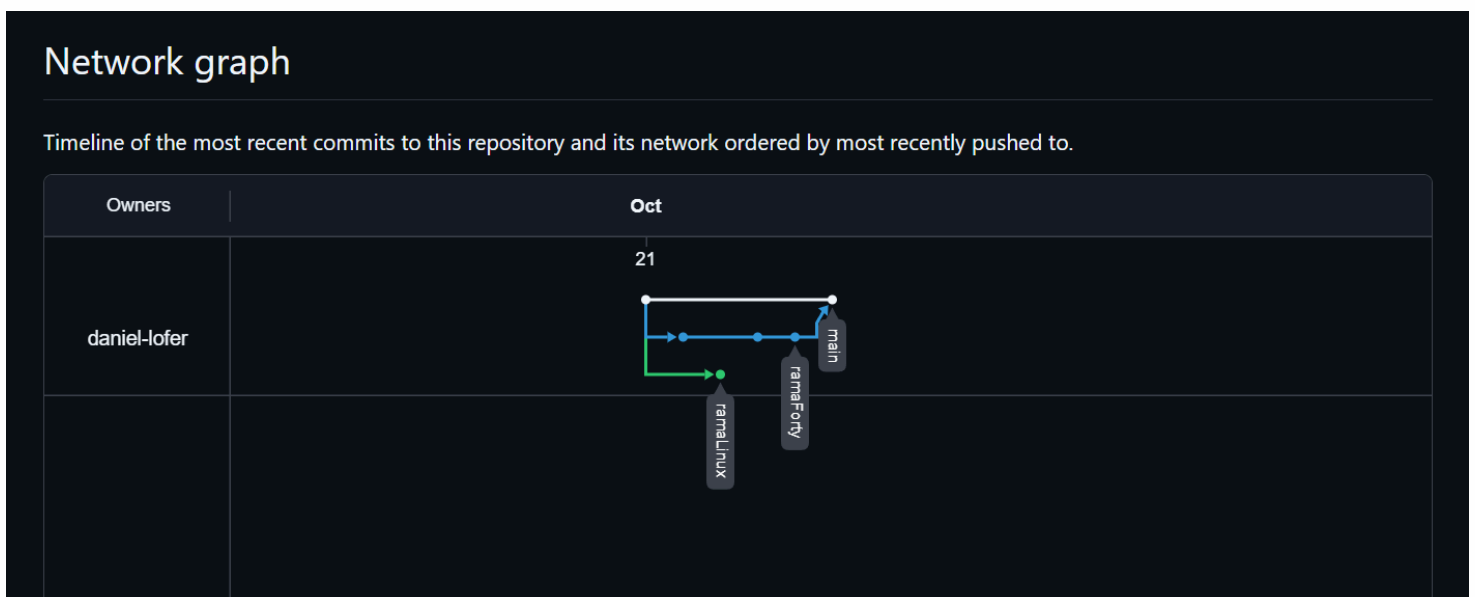 Network graph
Timeline of the most recent commits to this repository and its network ordered by most recently pushed to.
Owners
Oct
21
daniel-lofer
main
ramaForty
ramaLinux